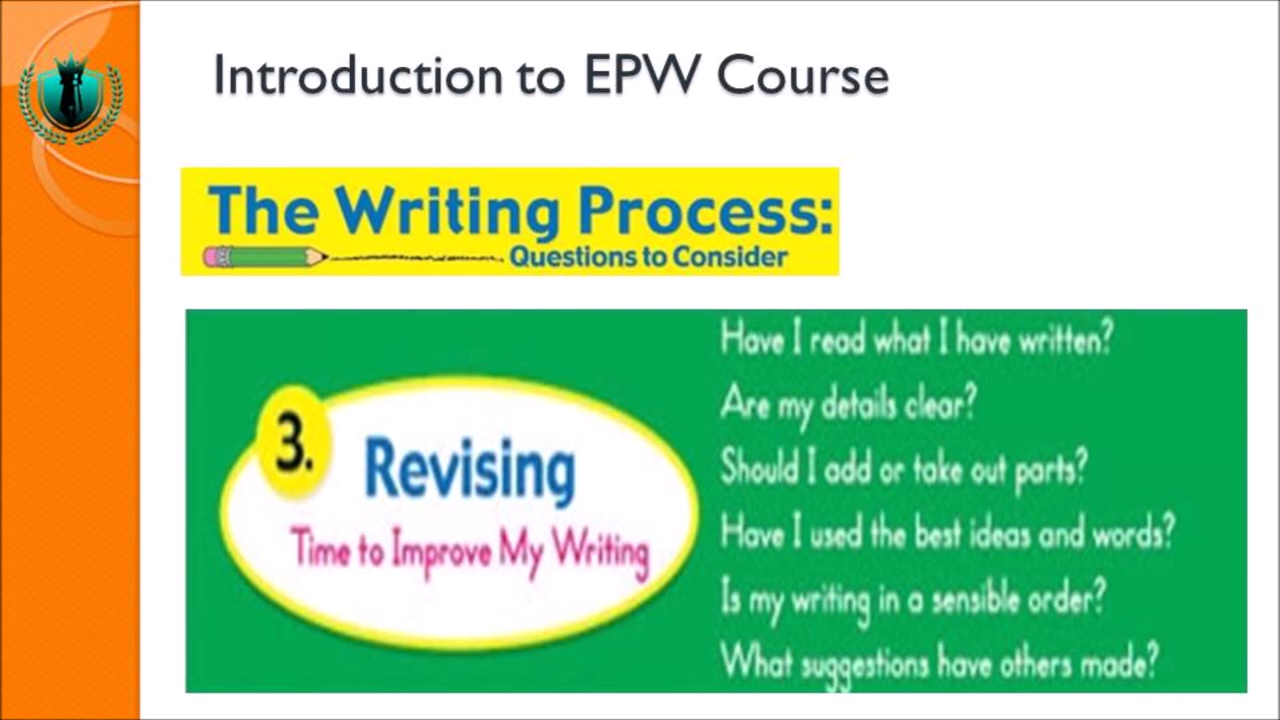 Introduction to EPW Course
The Writing Process:
Questions to Consider
3.
Revising
Time to Improve My Writing
Have I read what I have written?
Are my details clear?
Should I add or take out parts?
Have I used the best ideas and words?
Is my writing in a sensible order?
What suggestions have others made?